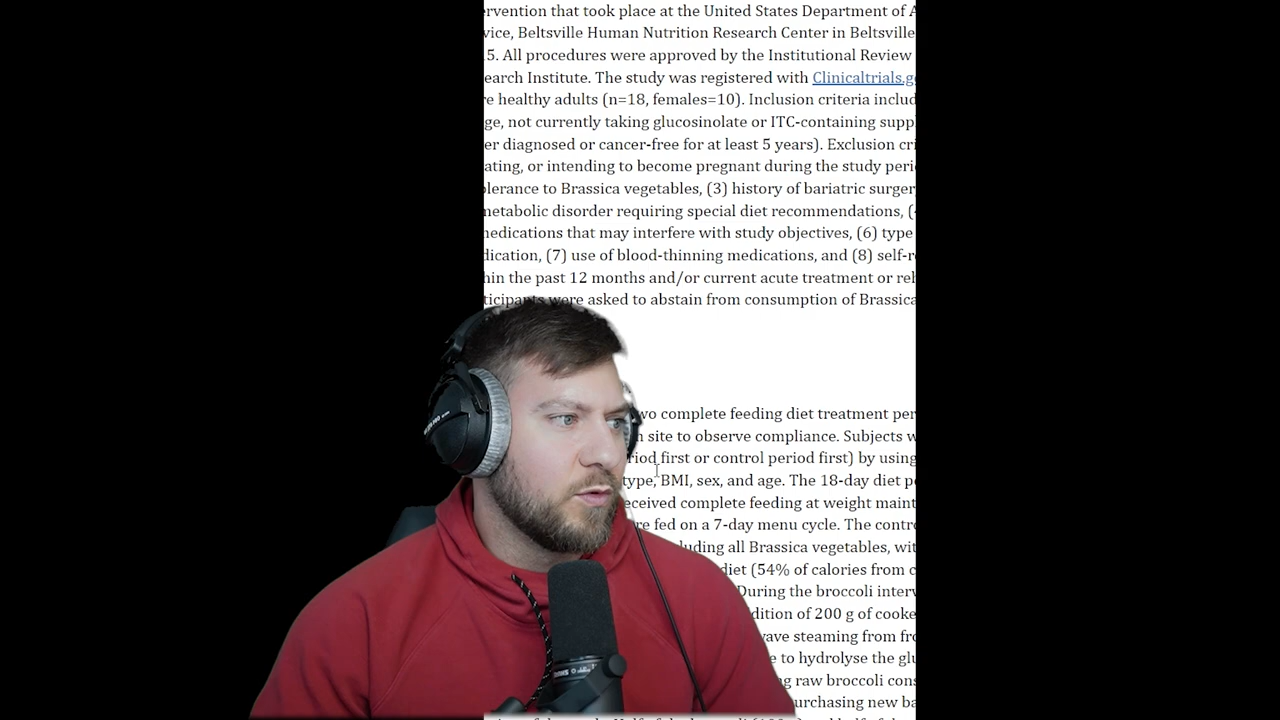 rvention that took place at the United States Department of A
vice, Beltsville Human Nutrition Research Center in Beltsville
15. All procedures were approved by the Institutional Review
earch Institute. The study was registered with Clinicaltrials.g
re healthy adults (n=18, females=10). Inclusion criteria includ
ge, not currently taking glucosinolate or ITC-containing supp
er diagnosed or cancer-free for at least 5 years). Exclusion cri
ating, or intending to become pregnant during the study peri
olerance to Brassica vegetables, (3) history of bariatric surger
metabolic disorder requiring special diet recommendations, (
medications that may interfere with study objectives, (6) type
dication, (7) use of blood-thinning medications, and (8) self-r
hin the past 12 months and/or current acute treatment or reh
ticipants were asked to abstain from consumption of Brassica
wo complete feeding diet treatment per
n site to observe compliance. Subjects w
riod first or control period first) by using
type, BMI, sex, and age. The 18-day diet p
eceived complete feeding at weight maint
re fed on a 7-day menu cycle. The contr
luding all Brassica vegetables, wit
diet (54% of calories from c
During the broccoli interv
dition of 200 g of cooke
wave steaming from fr
e to hydrolyse the glu
ng raw broccoli cons
urchasing new ba